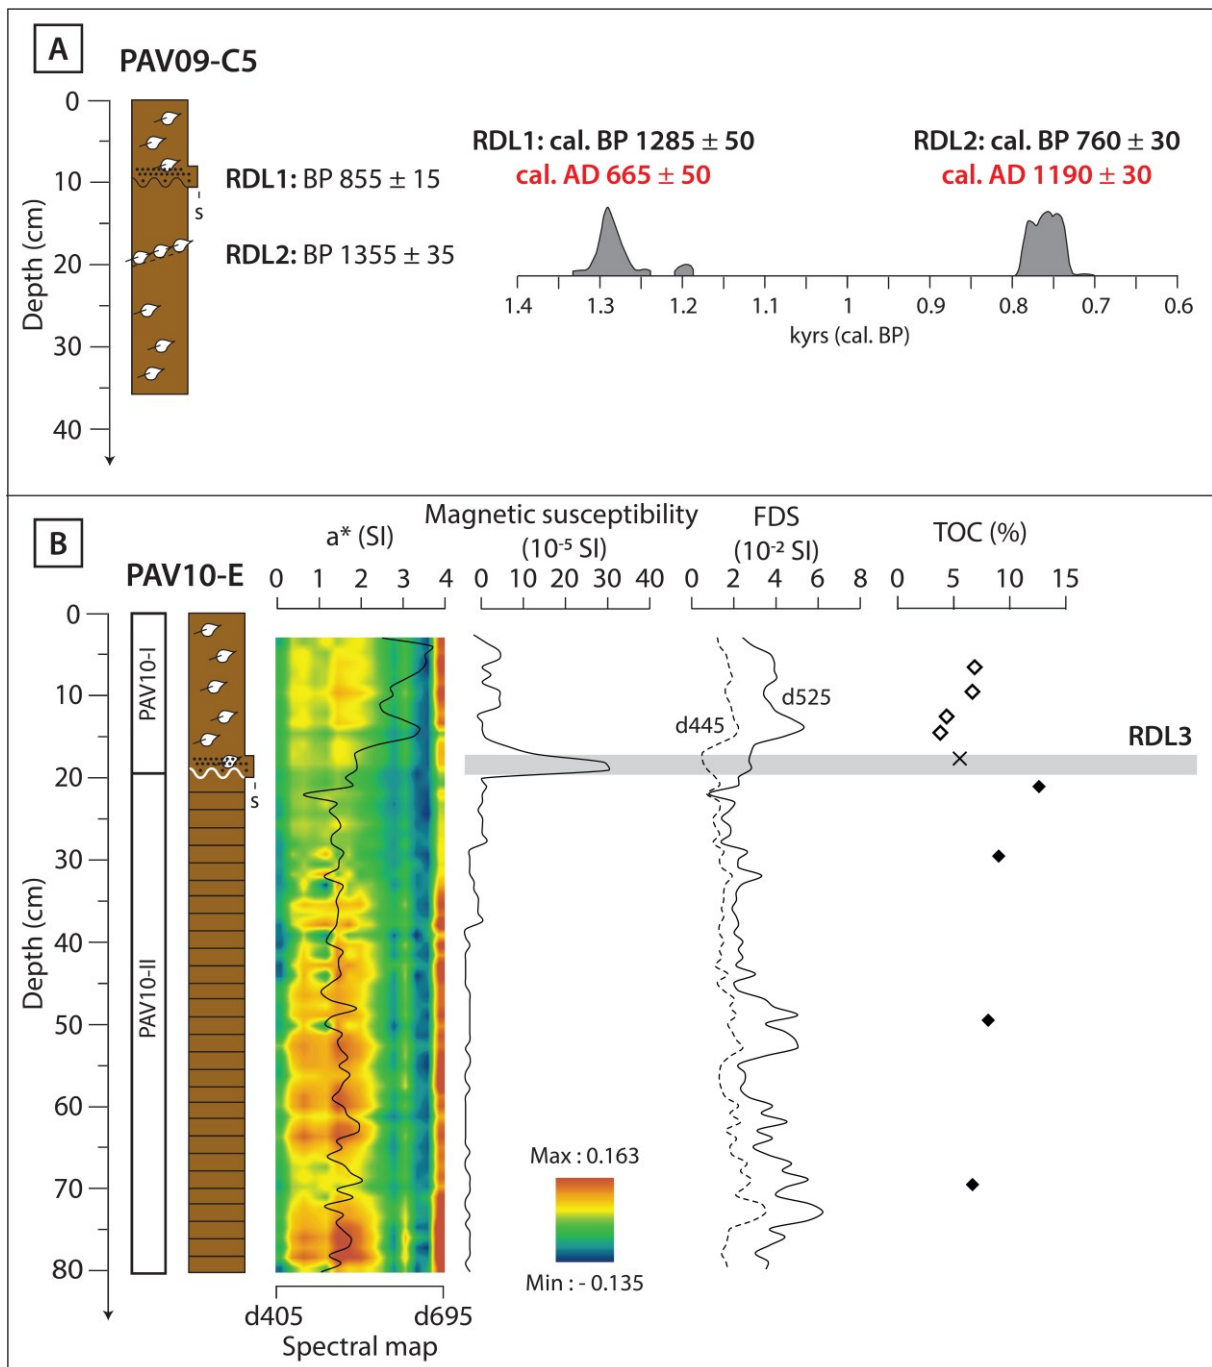 A
PAV09-C5
0
10
20
30
40
Depth (cm)
s
RDL1: BP 855 ± 15
RDL2: BP 1355 ± 35
RDL1: cal. BP 1285 ± 50
cal. AD 665 ± 50
RDL2: cal. BP 760 ± 30
cal. AD 1190 ± 30
1.4 1.3 1.2 1.1 1 0.9 0.8 0.7 0.6
kyrs (cal. BP)
B
PAV10-E
a* (SI)
0 1 2 3 4
Magnetic susceptibility
(10⁻⁵ SI)
0 10 20 30 40
FDS
(10⁻² SI)
0 2 4 6 8
TOC (%)
0 5 10 15
0
10
20
30
40
50
60
70
80
Depth (cm)
PAV10-I
PAV10-II
s
d445
d525
RDL3
Max : 0.163
Min : - 0.135
d405 d695
Spectral map